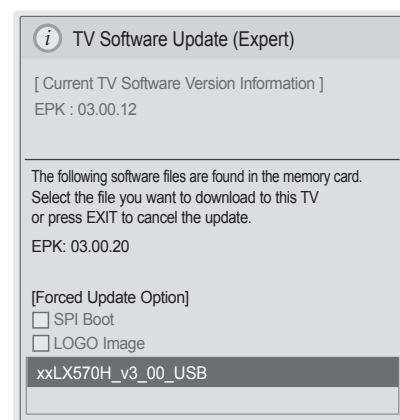 i TV Software Update (Expert)
[ Current TV Software Version Information ]
EPK : 03.00.12
The following software files are found in the memory card.
Select the file you want to download to this TV
or press EXIT to cancel the update.
EPK: 03.00.20
[Forced Update Option]
SPI Boot
LOGO Image
xxLX570H_v3_00_USB